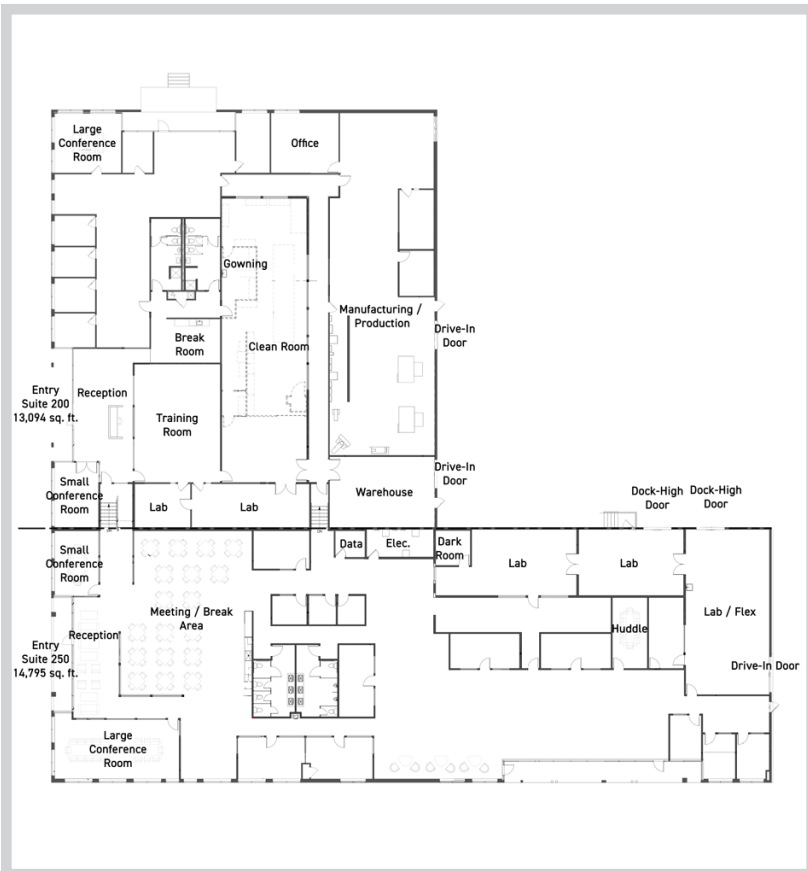 Large
Conference
Room
Office
Gowning
Manufacturing /
Production
Drive-In
Door
Break
Room
Clean Room
Entry
Suite 200
13,094 sq. ft.
Reception
Training
Room
Small
Conference
Room
Lab
Lab
Warehouse
Drive-In
Door
Dock-High
Door
Dock-High
Door
Small
Conference
Room
Data
Elec.
Dark
Room
Lab
Lab
Meeting / Break
Area
Reception
Entry
Suite 250
14,795 sq. ft.
Huddle
Lab / Flex
Drive-In Door
Large
Conference
Room